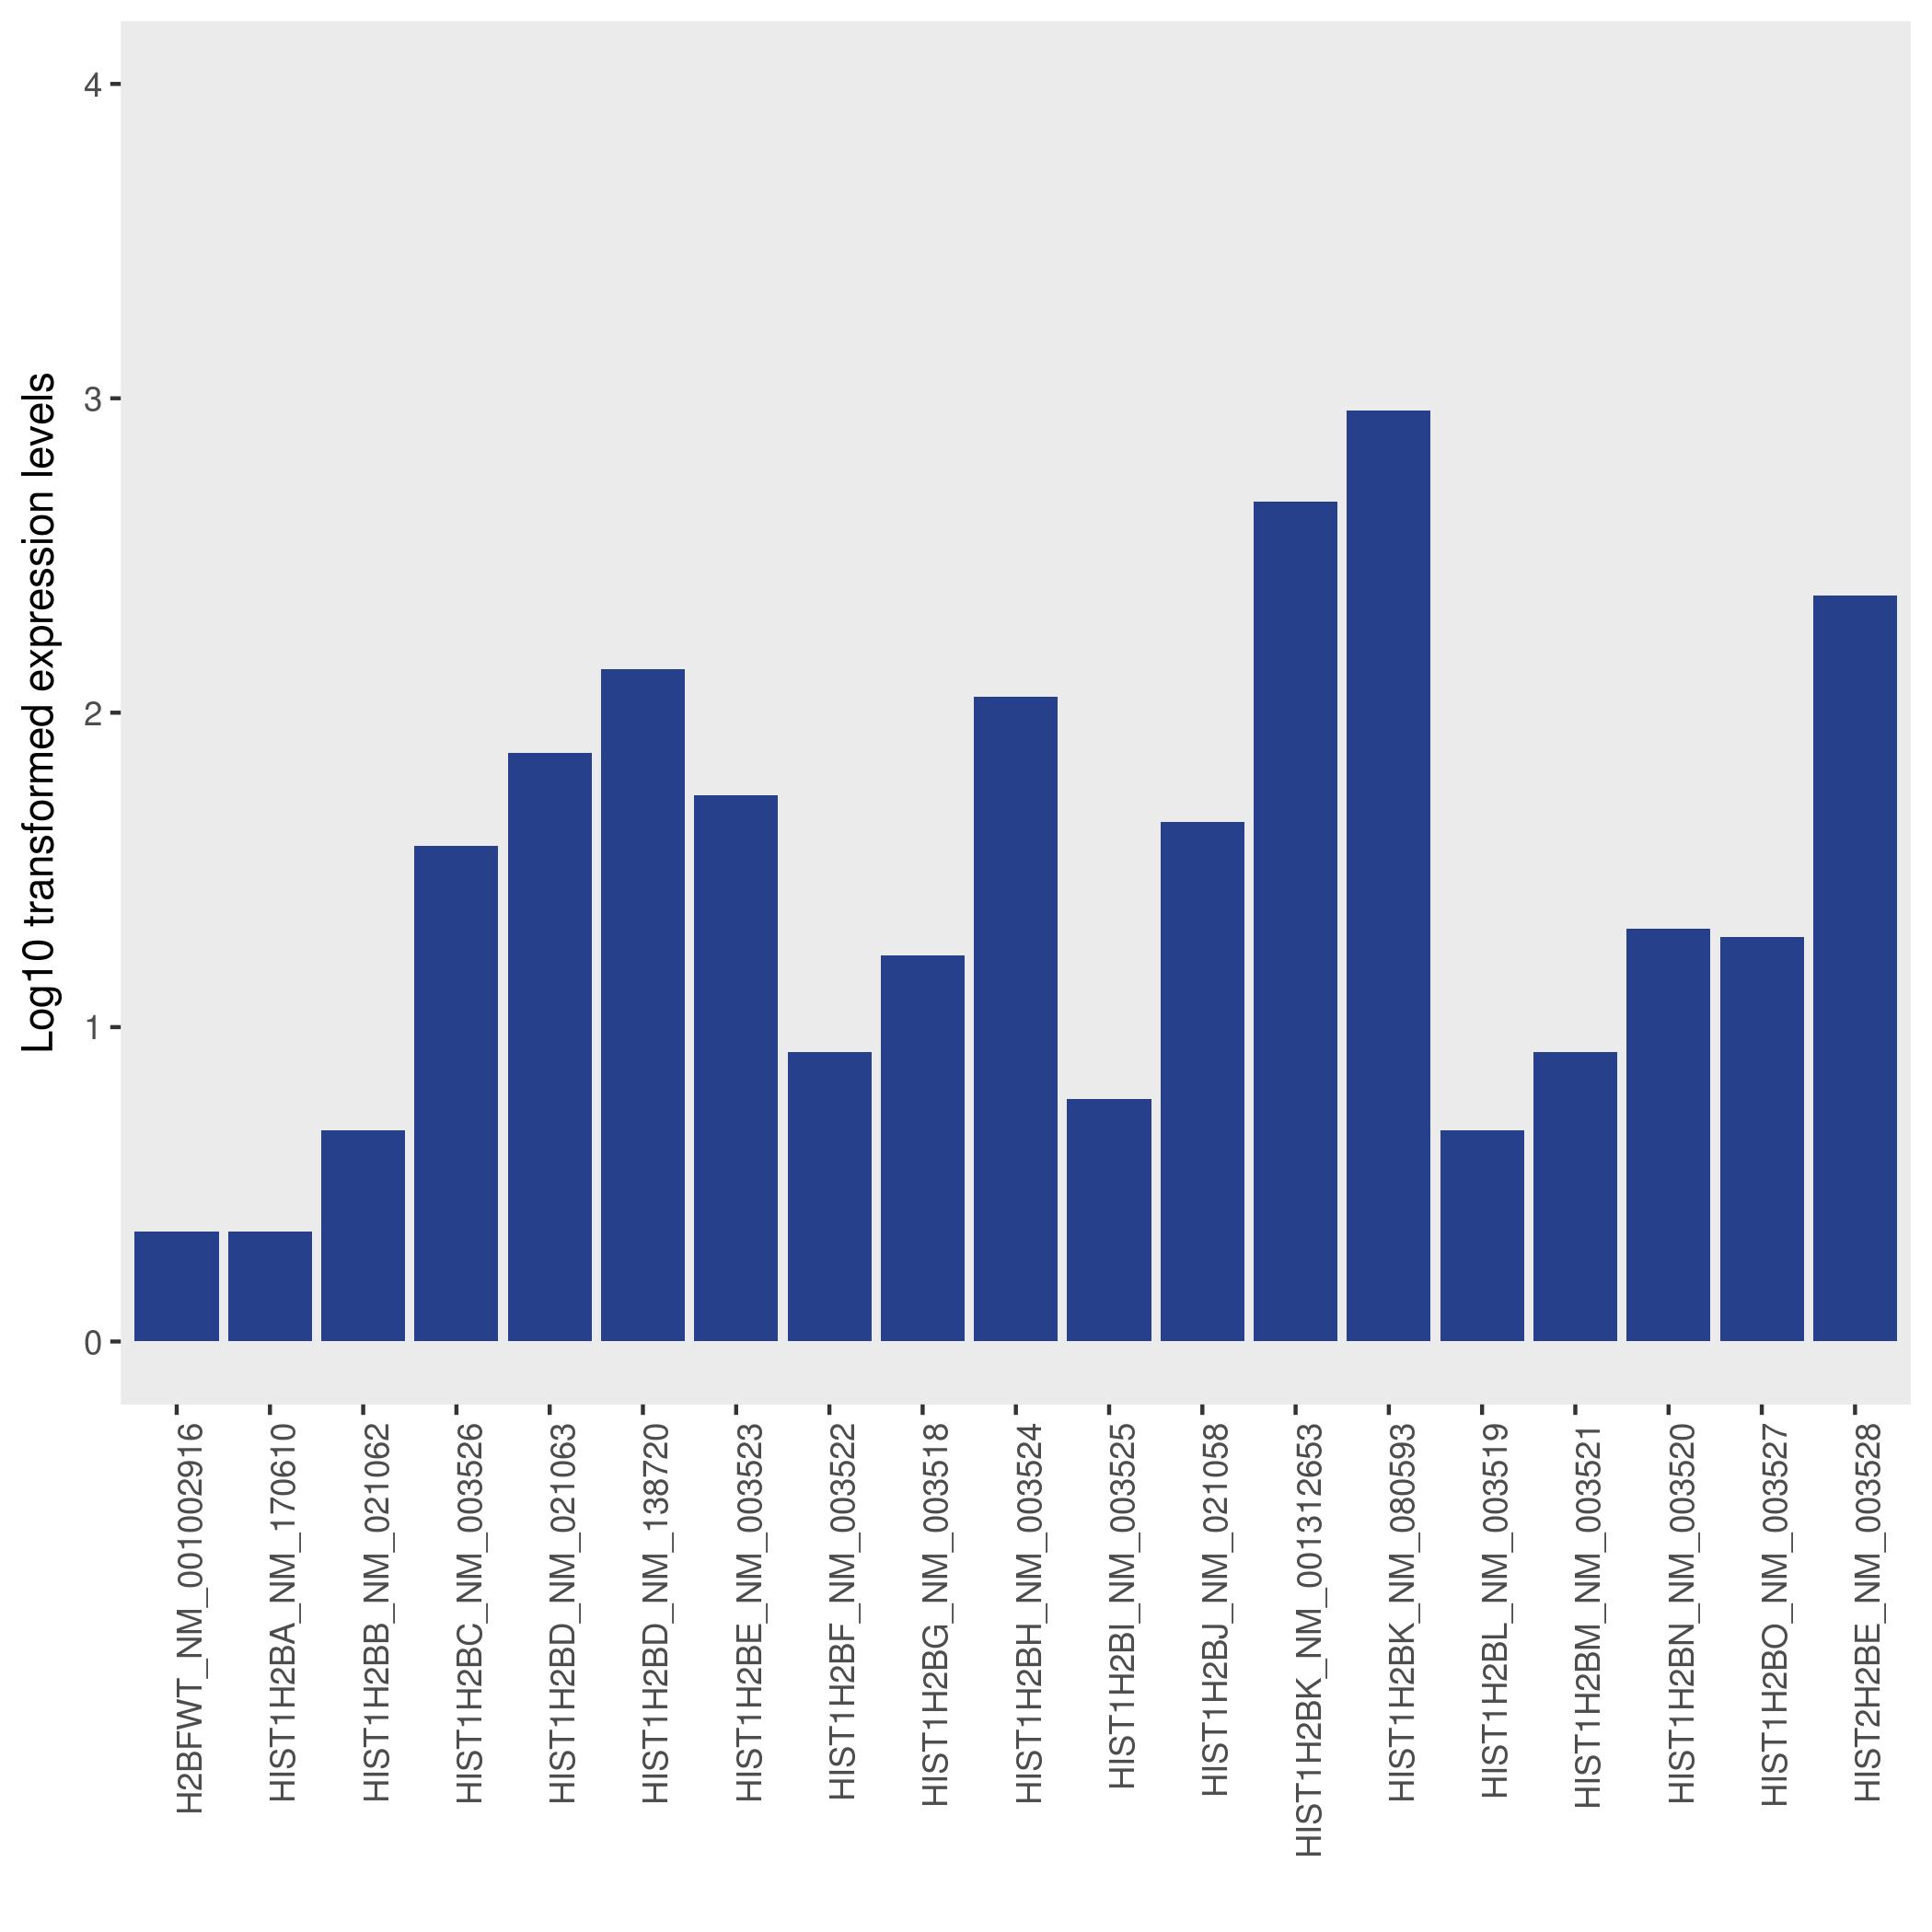 Log10 transformed expression levels
4
3
2
1
0
H2BFWT_NM_001002916
HIST1H2BA_NM_170610
HIST1H2BB_NM_021062
HIST1H2BC_NM_003526
HIST1H2BD_NM_021063
HIST1H2BD_NM_138720
HIST1H2BE_NM_003523
HIST1H2BF_NM_003522
HIST1H2BG_NM_003518
HIST1H2BH_NM_003524
HIST1H2BI_NM_003525
HIST1H2BJ_NM_021058
HIST1H2BK_NM_001312653
HIST1H2BK_NM_080593
HIST1H2BL_NM_003519
HIST1H2BM_NM_003521
HIST1H2BN_NM_003520
HIST1H2BO_NM_003527
HIST2H2BE_NM_003528